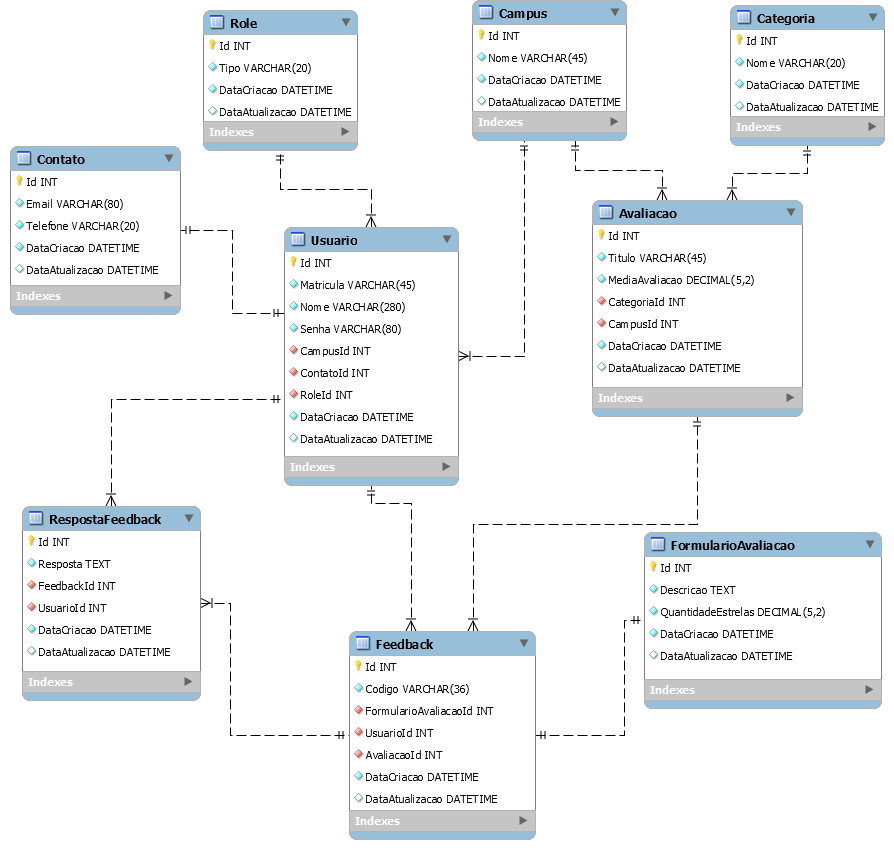 Role
Id INT
Tipo VARCHAR(20)
DataCriacao DATETIME
DataAtualizacao DATETIME
Indexes
Campus
Id INT
Nome VARCHAR(45)
DataCriacao DATETIME
DataAtualizacao DATETIME
Indexes
Categoria
Id INT
Nome VARCHAR(20)
DataCriacao DATETIME
DataAtualizacao DATETIME
Indexes
Contato
Id INT
Email VARCHAR(80)
Telefone VARCHAR(20)
DataCriacao DATETIME
DataAtualizacao DATETIME
Indexes
Usuario
Id INT
Matricula VARCHAR(45)
Nome VARCHAR(280)
Senha VARCHAR(80)
CampusId INT
ContatoId INT
RoleId INT
DataCriacao DATETIME
DataAtualizacao DATETIME
Indexes
Avaliacao
Id INT
Titulo VARCHAR(45)
MediaAvaliacao DECIMAL(5,2)
CategoriaId INT
CampusId INT
DataCriacao DATETIME
DataAtualizacao DATETIME
Indexes
RespostaFeedback
Id INT
Resposta TEXT
FeedbackId INT
UsuarioId INT
DataCriacao DATETIME
DataAtualizacao DATETIME
Indexes
Feedback
Id INT
Codigo VARCHAR(36)
FormularioAvaliacaoId INT
UsuarioId INT
AvaliacaoId INT
DataCriacao DATETIME
DataAtualizacao DATETIME
Indexes
FormularioAvaliacao
Id INT
Descricao TEXT
QuantidadeEstrelas DECIMAL(5,2)
DataCriacao DATETIME
DataAtualizacao DATETIME
Indexes